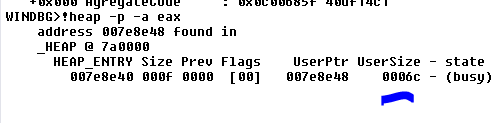 +0x000 AggregateCode : 0x0c00685f`40df14c1
WINDBG>!heap -p -a eax
address 007e8e48 found in
_HEAP @ 7a0000
HEAP_ENTRY Size Prev Flags UserPtr UserSize - state
007e8e40 000f 0000 [00] 007e8e48 0006c - (busy)